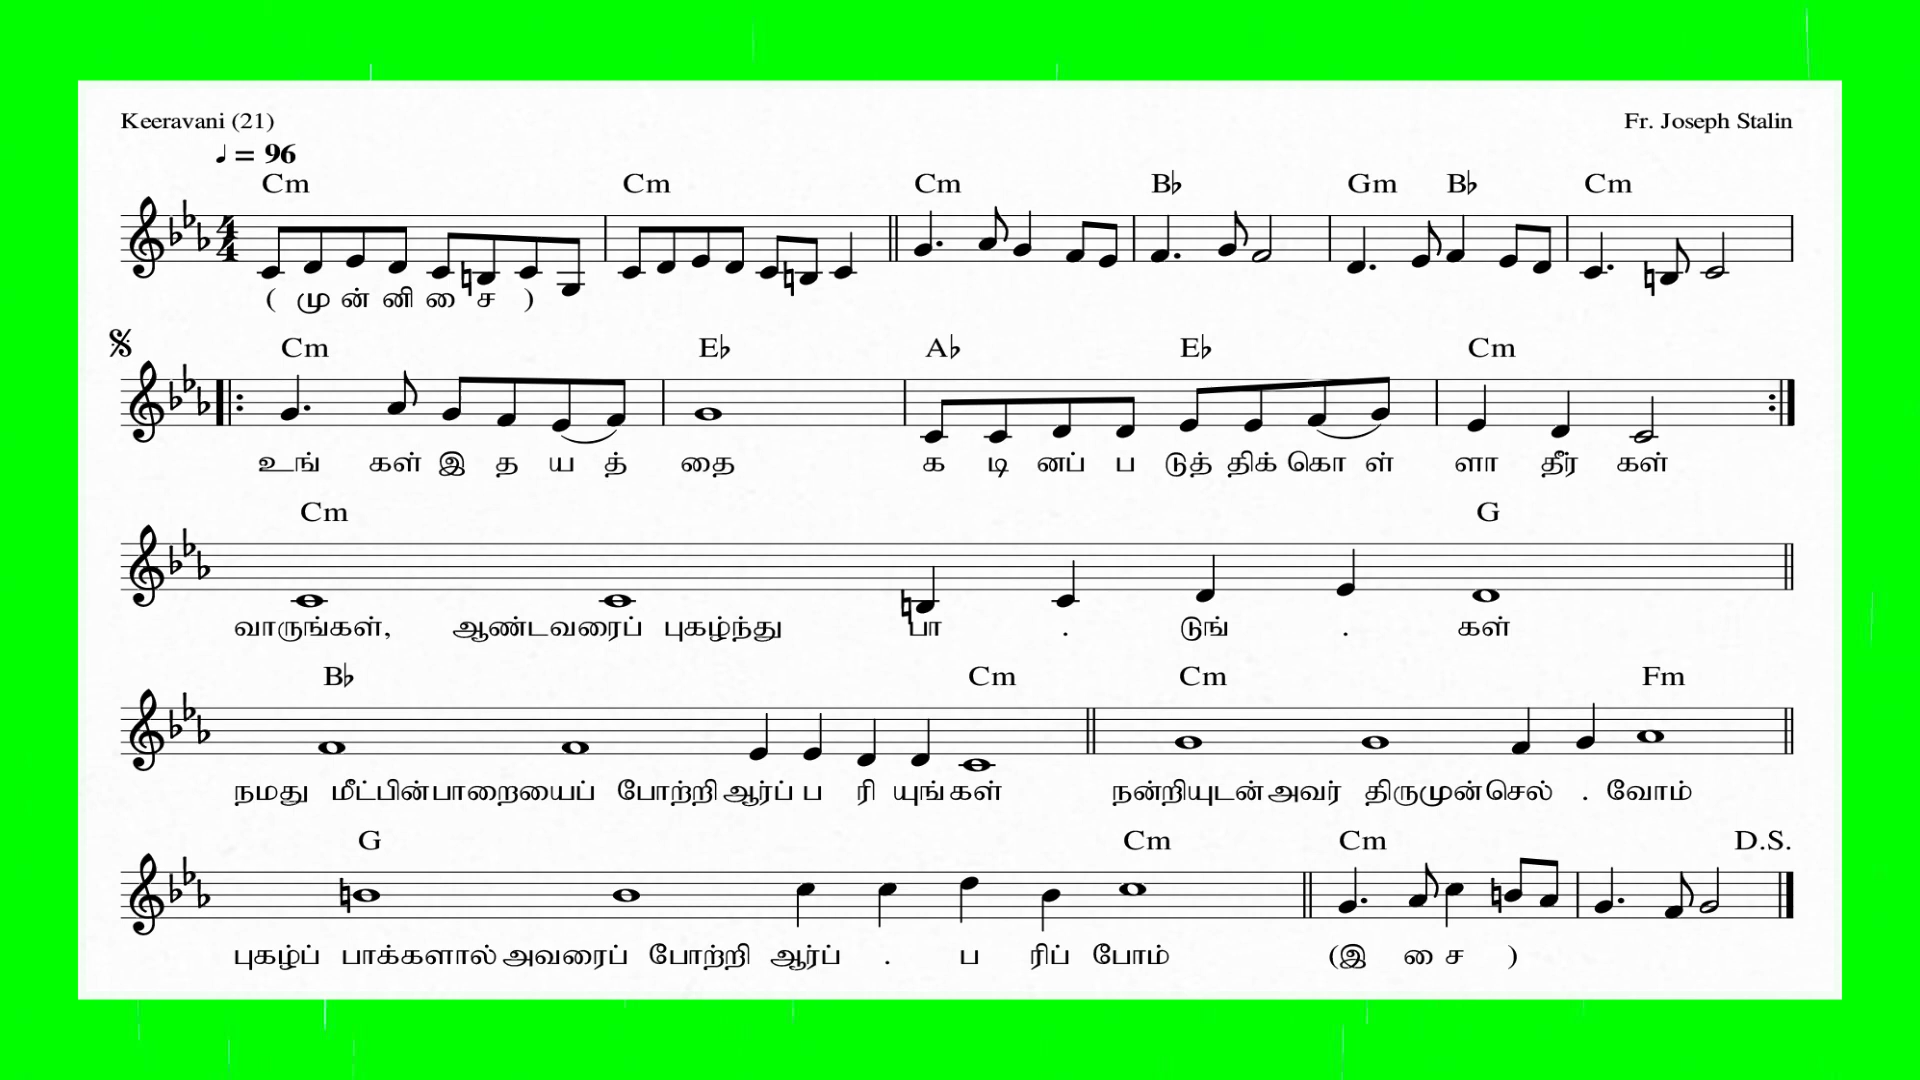 Keeravani (21) Fr. Joseph Stalin
♩ = 96
Cm Cm Cm B♭ Gm B♭ Cm
( மு ன் னி சை )
Cm E♭ A♭ E♭ Cm
உங் கள் இ த ய த் தை க டி னப் ப டுத் திக் கொ ள் ளா தீர் கள்
Cm G
வாருங்கள், ஆண்டவரைப் புகழ்ந்து பா . டுங் . கள்
B♭ Cm Cm Fm
நமது மீட்பின்பாறையைப் போற்றி ஆர்ப் ப ரி யுங் கள் நன்றியுடன் அவர் திருமுன் செல் . வோம்
G Cm Cm D.S.
புகழ்ப் பாக்களால் அவரைப் போற்றி ஆர்ப் . ப ரிப் போம் (இ சை )
4
4